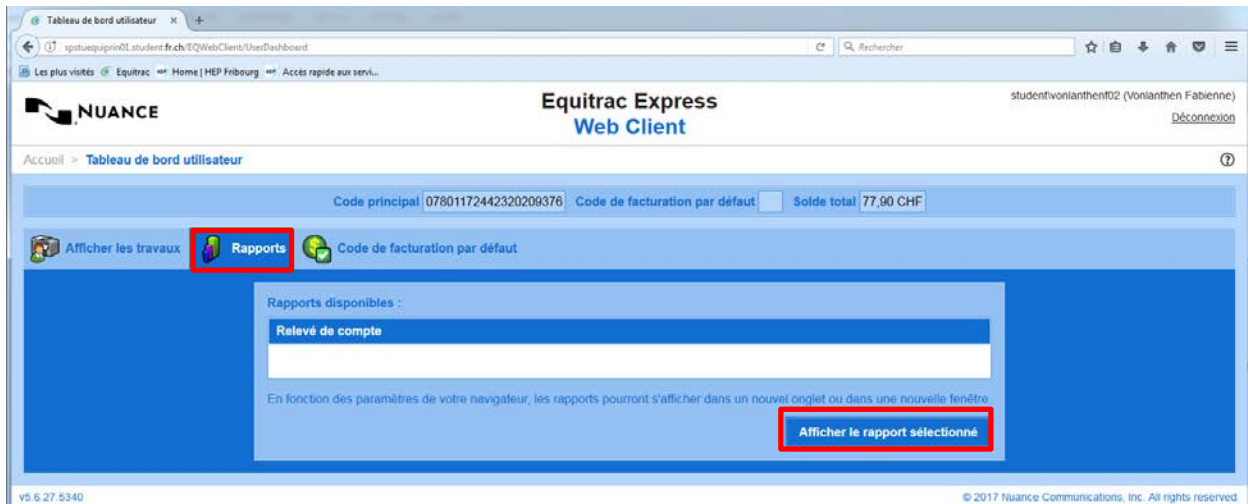 Tableau de bord utilisateur × +
spstuequiprin01.student.fr.ch/EQWebClient/UserDashboard
Rechercher
Les plus visités Equitrac Home | HEP Fribourg Accès rapide aux servi...
NUANCE
Equitrac Express
Web Client
student\vonlanthenf02 (Vonlanthen Fabienne)
Déconnexion
Accueil > Tableau de bord utilisateur
Code principal 07801172442320209376 Code de facturation par défaut Solde total 77,90 CHF
Afficher les travaux Rapports Code de facturation par défaut
Rapports disponibles :
Relevé de compte
En fonction des paramètres de votre navigateur, les rapports pourront s'afficher dans un nouvel onglet ou dans une nouvelle fenêtre
Afficher le rapport sélectionné
v5.6.27.5340
© 2017 Nuance Communications, Inc. All rights reserved.